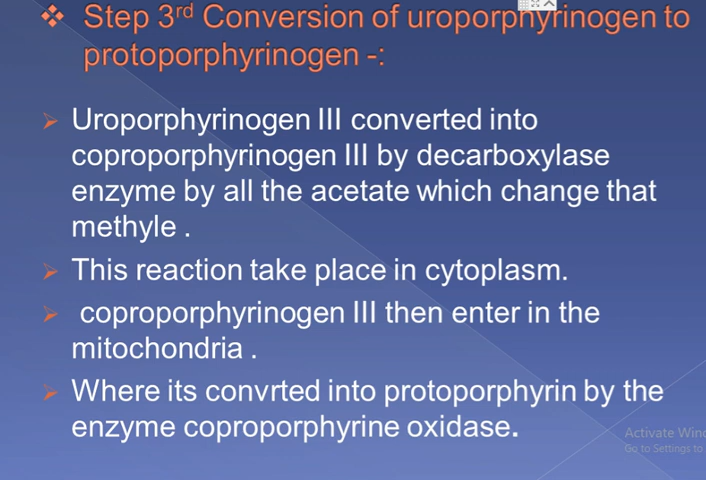 Step 3rd Conversion of uroporphyrinogen to
protoporphyrinogen -:
Uroporphyrinogen III converted into
coproporphyrinogen III by decarboxylase
enzyme by all the acetate which change that
methyle .
This reaction take place in cytoplasm.
coproporphyrinogen III then enter in the
mitochondria .
Where its convrted into protoporphyrin by the
enzyme coproporphyrine oxidase.
Activate Wind
Go to Settings to